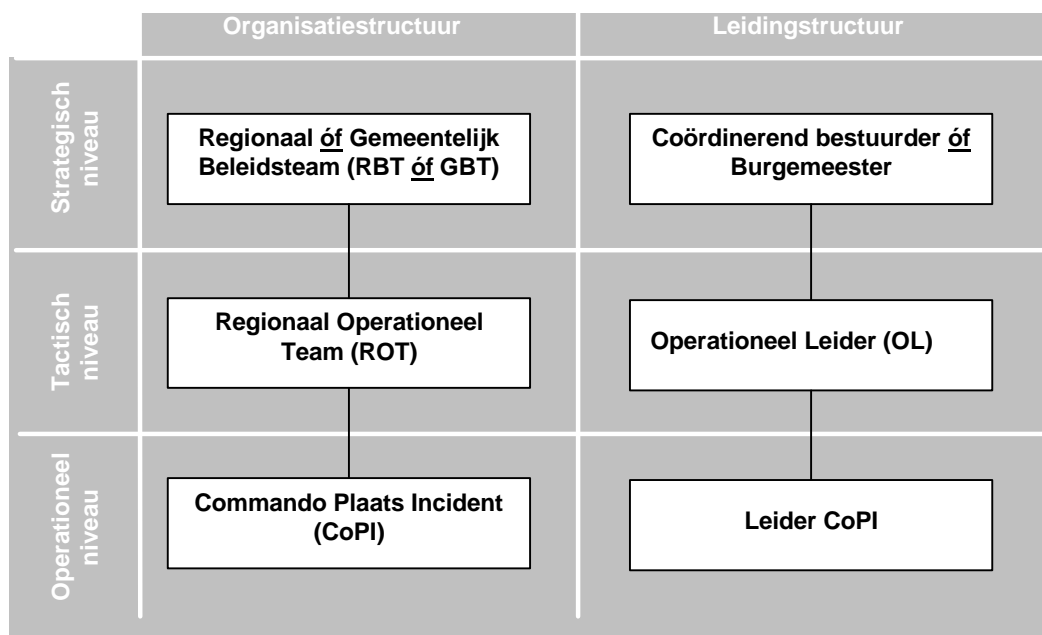 Organisatiestructuur
Leidingstructuur
Strategisch
niveau
Regionaal óf Gemeentelijk
Beleidsteam (RBT óf GBT)
Coördinerend bestuurder óf
Burgemeester
Tactisch
niveau
Regionaal Operationeel
Team (ROT)
Operationeel Leider (OL)
Operationeel
niveau
Commando Plaats Incident
(CoPI)
Leider CoPI